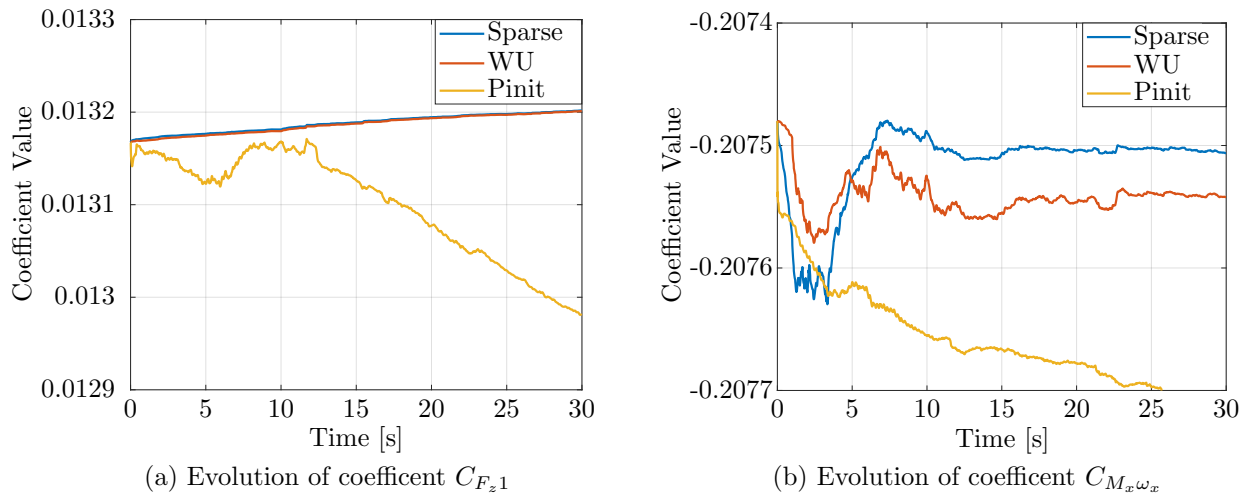 0.0133
0.0132
0.0131
0.013
0.0129
Coefficient Value
Sparse
WU
Pinit
0 5 10 15 20 25 30
Time [s]
(a) Evolution of coefficent $C_{F_z1}$
-0.2074
-0.2075
-0.2076
-0.2077
Coefficient Value
Sparse
WU
Pinit
0 5 10 15 20 25 30
Time [s]
(b) Evolution of coefficent $C_{M_x\omega_x}$